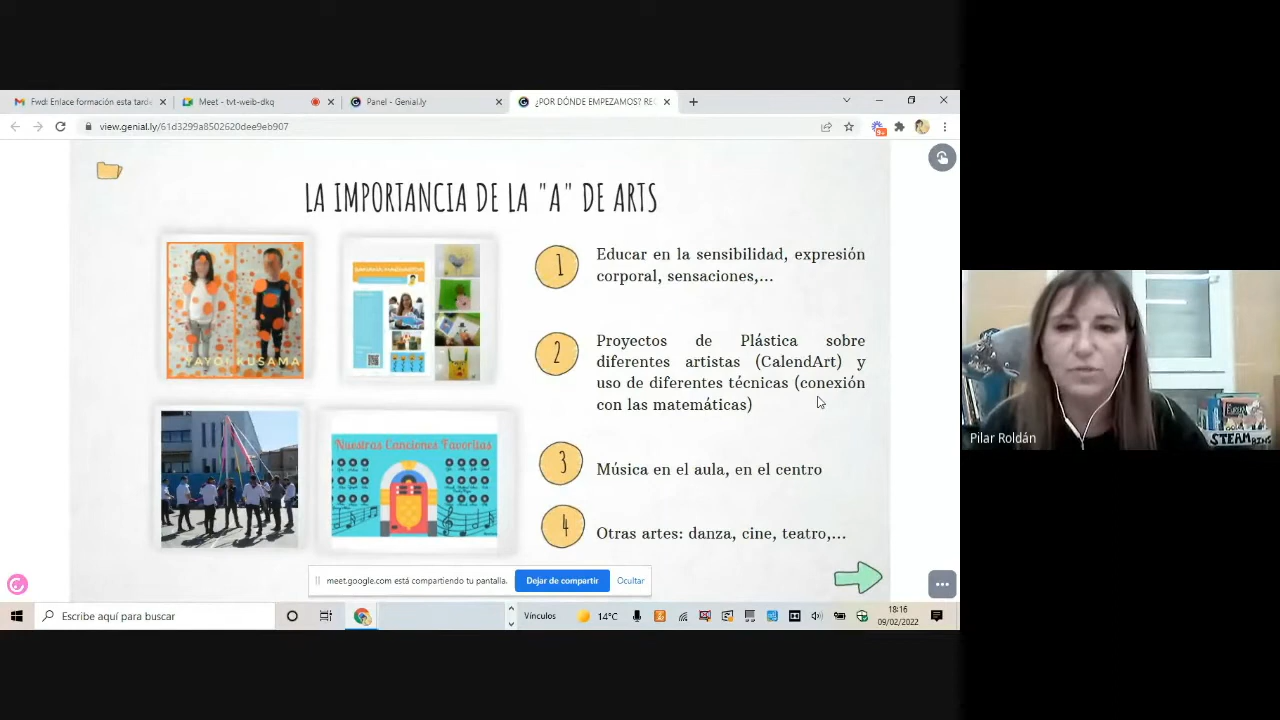 Fwd: Enlace formación esta tarde
Meet - tvt-weib-dkq
Panel - Genial.ly
¿POR DÓNDE EMPEZAMOS? REC
view.genial.ly/61d3299a8502620dee9eb907
LA IMPORTANCIA DE LA "A" DE ARTS
YAYOI KUSAMA
Nuestras Canciones Favoritas
1
Educar en la sensibilidad, expresión
corporal, sensaciones,...
2
Proyectos de Plástica sobre
diferentes artistas (CalendArt) y
uso de diferentes técnicas (conexión
con las matemáticas)
3
Música en el aula, en el centro
4
Otras artes: danza, cine, teatro,...
meet.google.com está compartiendo tu pantalla.
Dejar de compartir
Ocultar
Escribe aquí para buscar
Vínculos
14°C
18:16
09/02/2022
Pilar Roldán
STEAM